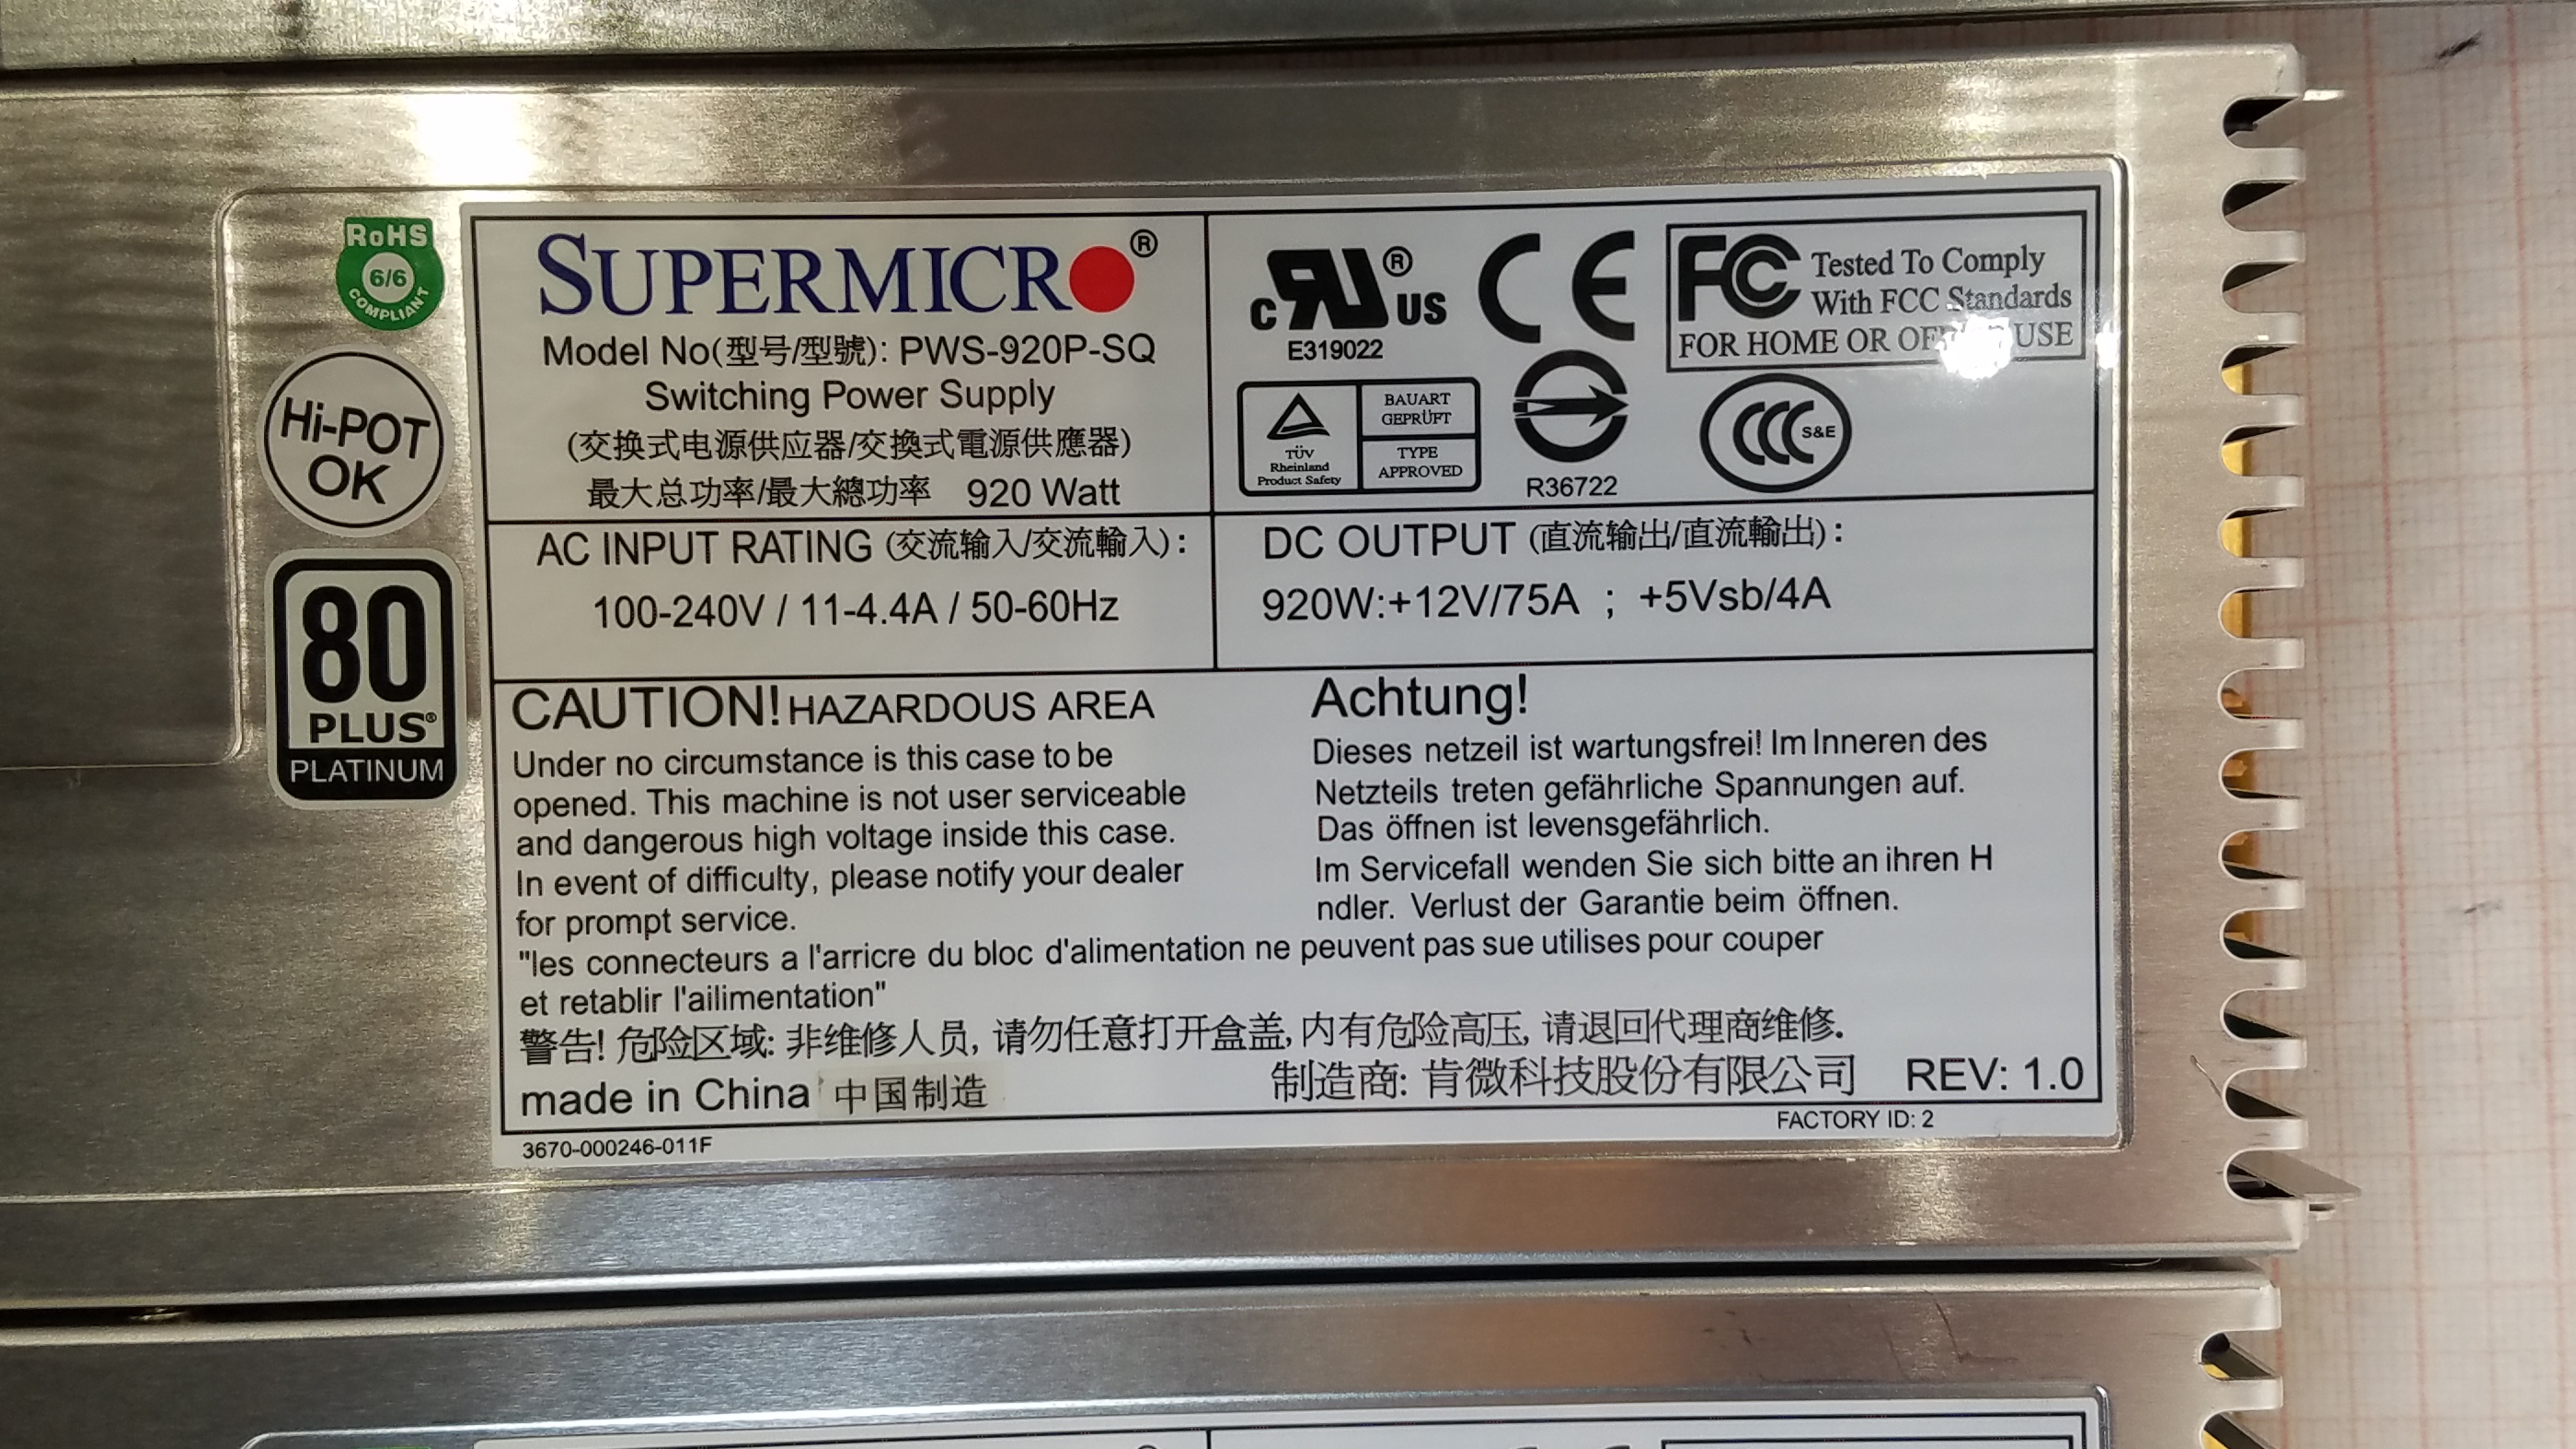 RoHS
6/6
COMPLIANT
Hi-POT
OK
80
PLUS®
PLATINUM
SUPERMICRO®
Model No(型号/型號): PWS-920P-SQ
Switching Power Supply
(交换式电源供应器/交換式電源供應器)
最大总功率/最大總功率 920 Watt
c RU® US
E319022
CE
FC Tested To Comply
With FCC Standards
FOR HOME OR USE
TÜV
Rheinland
Product Safety
BAUART
GEPRÜFT
TYPE
APPROVED
R36722
CCC S&E
AC INPUT RATING (交流输入/交流輸入):
100-240V / 11-4.4A / 50-60Hz
DC OUTPUT (直流输出/直流輸出):
920W:+12V/75A ; +5Vsb/4A
CAUTION! HAZARDOUS AREA
Under no circumstance is this case to be
opened. This machine is not user serviceable
and dangerous high voltage inside this case.
In event of difficulty, please notify your dealer
for prompt service.
Achtung!
Dieses netzeil ist wartungsfrei! Im Inneren des
Netzteils treten gefährliche Spannungen auf.
Das öffnen ist levensgefährlich.
Im Servicefall wenden Sie sich bitte an ihren H
ndler. Verlust der Garantie beim öffnen.
"les connecteurs a l'arricre du bloc d'alimentation ne peuvent pas sue utilises pour couper
et retablir l'ailimentation"
警告! 危险区域: 非维修人员, 请勿任意打开盒盖, 内有危险高压, 请退回代理商维修.
made in China 中国制造
制造商: 肯微科技股份有限公司 REV: 1.0
3670-000246-011F
FACTORY ID: 2